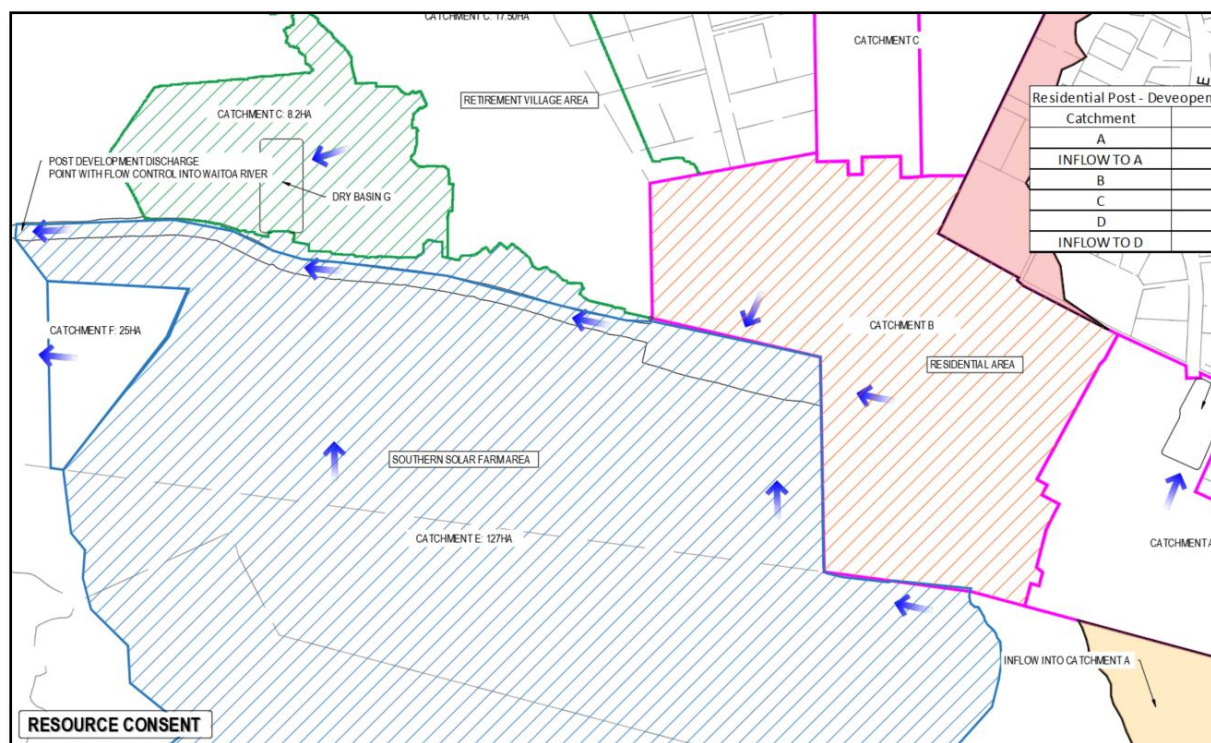 CATCHMENT C: 17.50HA
CATCHMENT C
RETIREMENT VILLAGE AREA
CATCHMENT C: 8.2HA
E
Residential Post - Deveopen
Catchment
A
INFLOW TO A
B
C
D
INFLOW TO D
POST DEVELOPMENT DISCHARGE
POINT WITH FLOW CONTROL INTO WAITOA RIVER
DRY BASIN G
CATCHMENT F: 25HA
CATCHMENT B
RESIDENTIAL AREA
SOUTHERN SOLAR FARM AREA
CATCHMENT E: 127HA
CATCHMENT A
INFLOW INTO CATCHMENT A
RESOURCE CONSENT